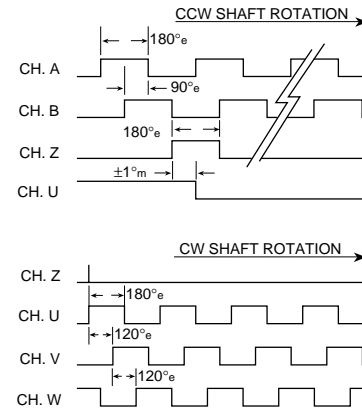 CCW SHAFT ROTATION
180°e
CH. A
90°e
CH. B
180°e
CH. Z
±1°m
CH. U
CW SHAFT ROTATION
CH. Z
180°e
CH. U
120°e
CH. V
120°e
CH. W